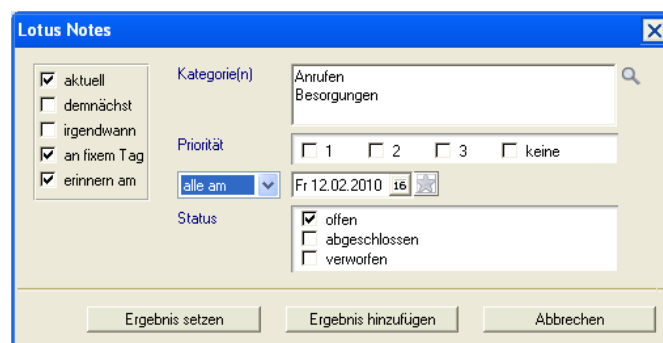 Lotus Notes
aktuell
demnächst
irgendwann
an fixem Tag
erinnern am
Kategorie(n)
Anrufen
Besorgungen
Priorität
1 2 3 keine
alle am Fr 12.02.2010 16
Status
offen
abgeschlossen
verworfen
Ergebnis setzen Ergebnis hinzufügen Abbrechen